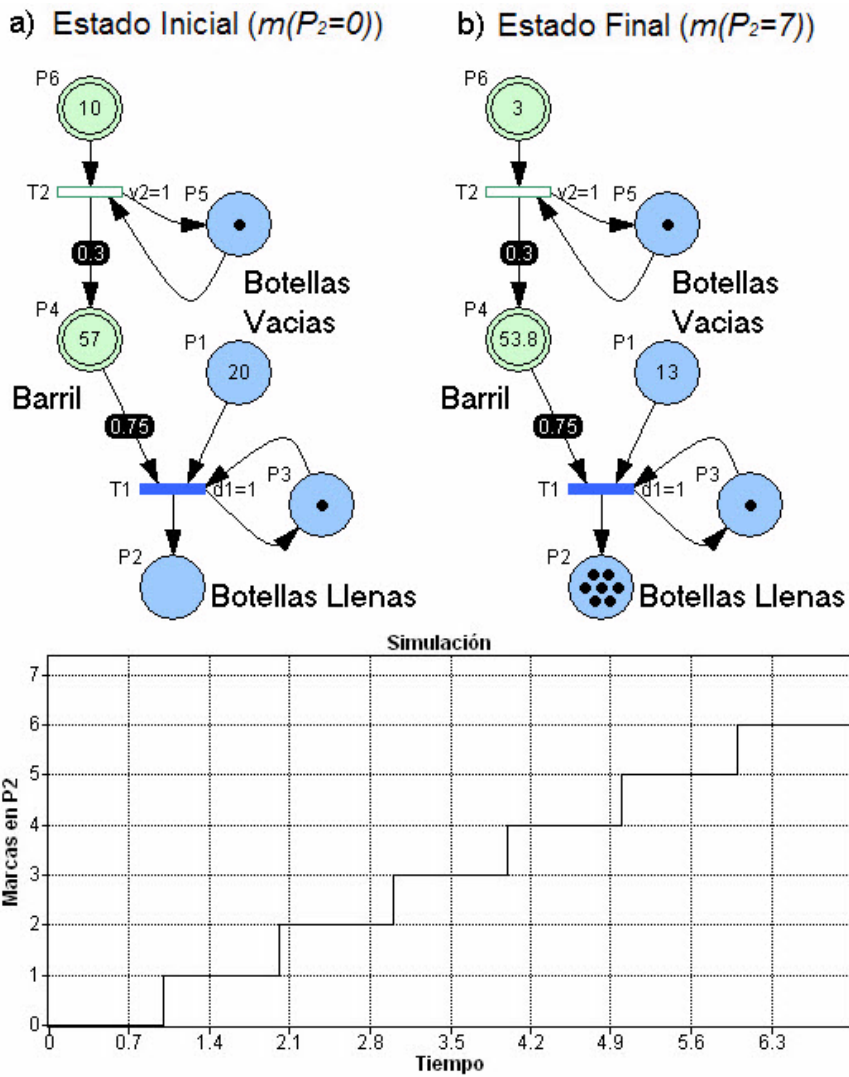 a) Estado Inicial (m(P2=0))
P6
10
T2
v2=1
P5
0.3
Botellas
Vacias
P4
57
P1
20
Barril
0.75
T1
d1=1
P3
P2
Botellas Llenas
b) Estado Final (m(P2=7))
P6
3
T2
v2=1
P5
0.3
Botellas
Vacias
P4
53.8
P1
13
Barril
0.75
T1
d1=1
P3
P2
Botellas Llenas
Simulación
Marcas en P2
7
6
5
4
3
2
1
0
0 0.7 1.4 2.1 2.8 3.5 4.2 4.9 5.6 6.3
Tiempo